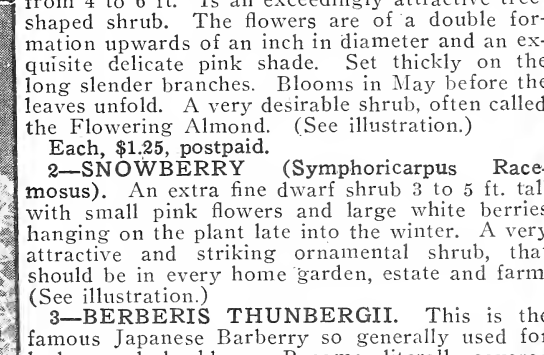 from 4 to 6 ft. Is an exceedingly attractive tree
shaped shrub. The flowers are of a double for-
mation upwards of an inch in diameter and an ex-
quisite delicate pink shade. Set thickly on the
long slender branches. Blooms in May before the
leaves unfold. A very desirable shrub, often called
the Flowering Almond. (See illustration.)
Each, $1.25, postpaid.
2—SNOWBERRY (Symphoricarpus Race-
mosus). An extra fine dwarf shrub 3 to 5 ft. tal
with small pink flowers and large white berries
hanging on the plant late into the winter. A very
attractive and striking ornamental shrub, tha
should be in every home garden, estate and farm
(See illustration.)
3—BERBERIS THUNBERGII. This is the
famous Japanese Barberry so generally used for